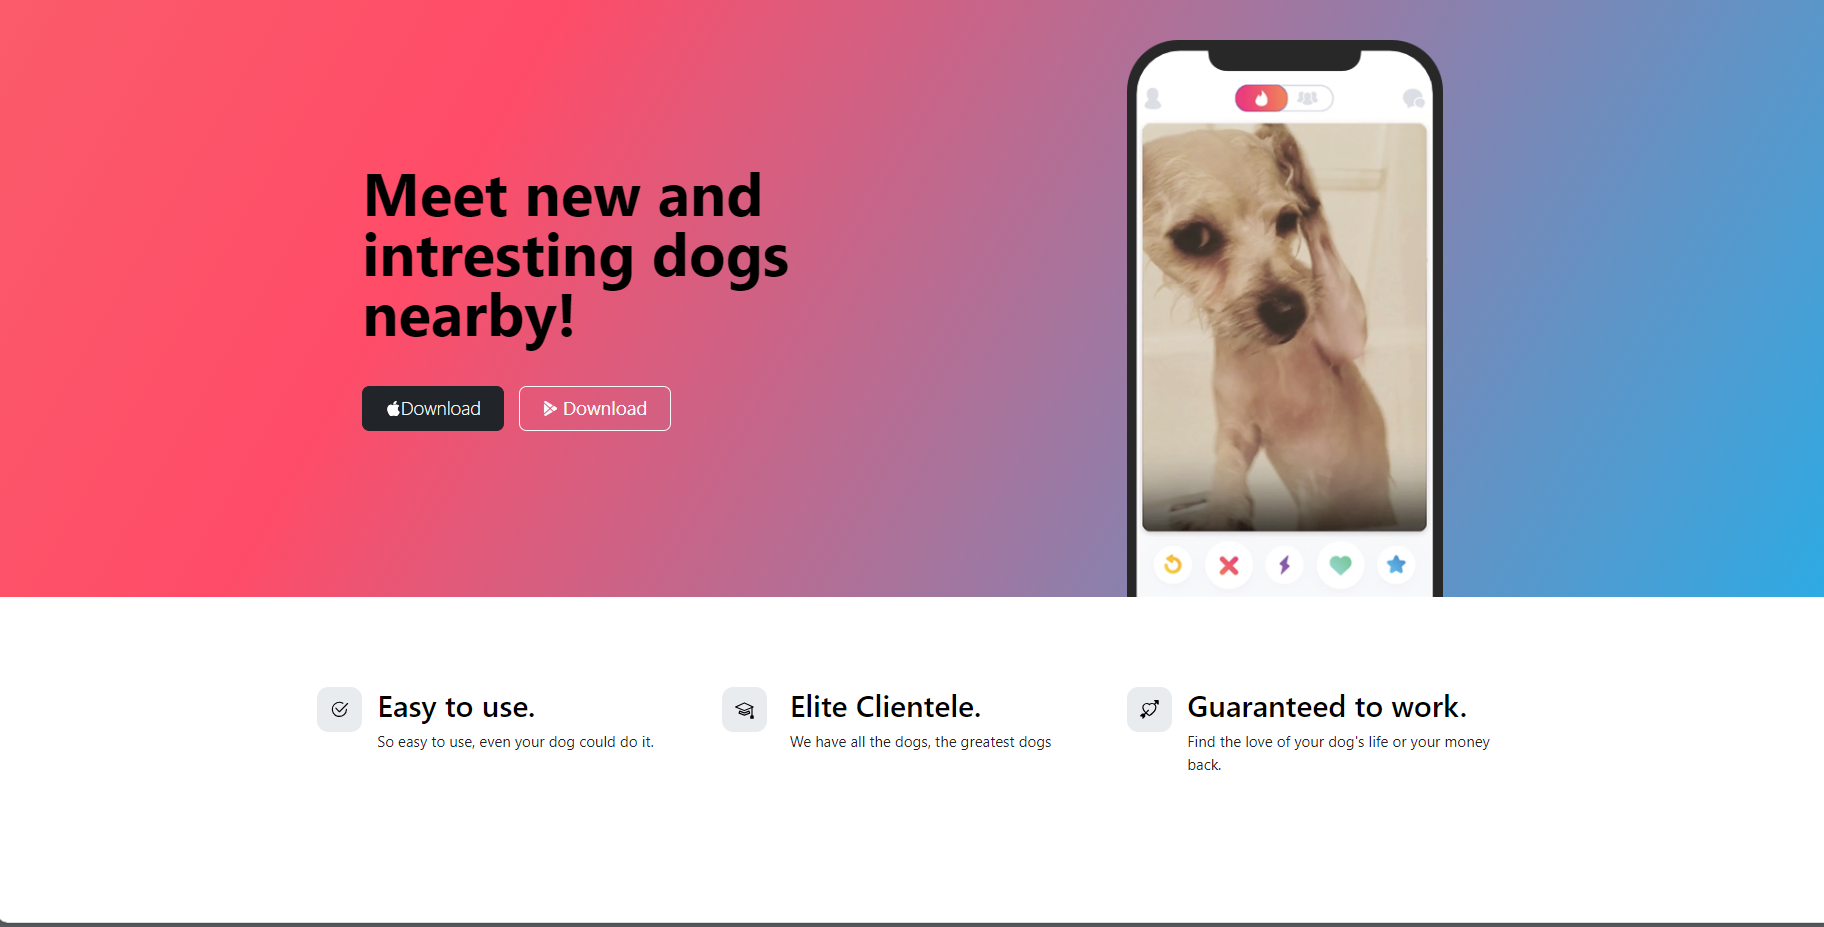 Meet new and
intresting dogs
nearby!
Download
Download
Easy to use.
So easy to use, even your dog could do it.
Elite Clientele.
We have all the dogs, the greatest dogs
Guaranteed to work.
Find the love of your dog's life or your money
back.